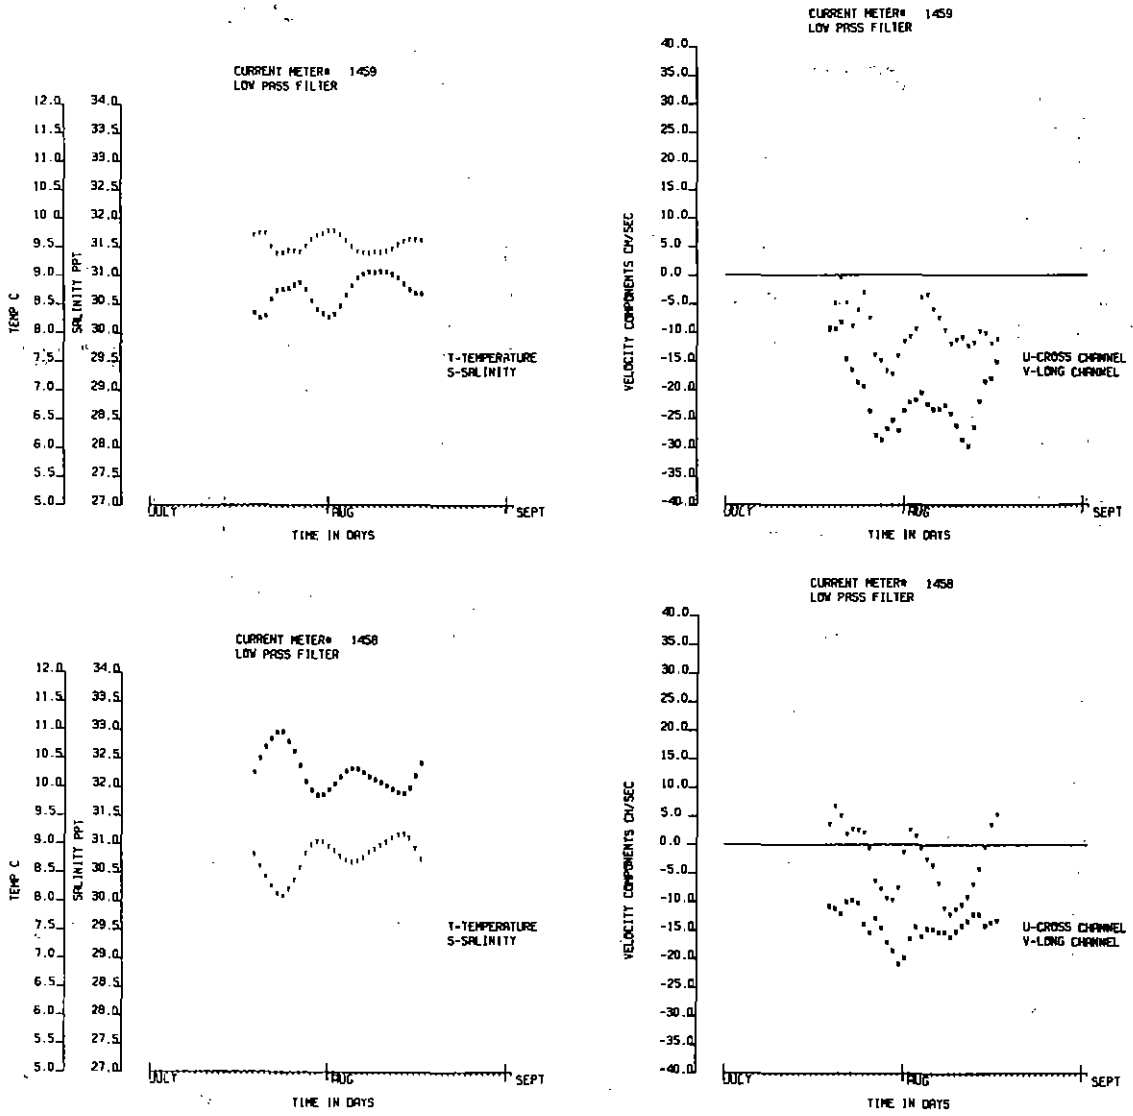 CURRENT METER# 1459
LOW PASS FILTER
12.0
11.5
11.0
10.5
10.0
9.5
9.0
8.5
8.0
7.5
7.0
6.5
6.0
5.5
5.0
TEMP C
34.0
33.5
33.0
32.5
32.0
31.5
31.0
30.5
30.0
29.5
29.0
28.5
28.0
27.5
27.0
SALINITY PPT
T-TEMPERATURE
S-SALINITY
JULY
AUG
SEPT
TIME IN DAYS
CURRENT METER# 1459
LOW PASS FILTER
40.0
35.0
30.0
25.0
20.0
15.0
10.0
5.0
0.0
-5.0
-10.0
-15.0
-20.0
-25.0
-30.0
-35.0
-40.0
VELOCITY COMPONENTS CM/SEC
U-CROSS CHANNEL
V-LONG CHANNEL
JULY
AUG
SEPT
TIME IN DAYS
CURRENT METER# 1458
LOW PASS FILTER
12.0
11.5
11.0
10.5
10.0
9.5
9.0
8.5
8.0
7.5
7.0
6.5
6.0
5.5
5.0
TEMP C
34.0
33.5
33.0
32.5
32.0
31.5
31.0
30.5
30.0
29.5
29.0
28.5
28.0
27.5
27.0
SALINITY PPT
T-TEMPERATURE
S-SALINITY
JULY
AUG
SEPT
TIME IN DAYS
CURRENT METER# 1458
LOW PASS FILTER
40.0
35.0
30.0
25.0
20.0
15.0
10.0
5.0
0.0
-5.0
-10.0
-15.0
-20.0
-25.0
-30.0
-35.0
-40.0
VELOCITY COMPONENTS CM/SEC
U-CROSS CHANNEL
V-LONG CHANNEL
JULY
AUG
SEPT
TIME IN DAYS